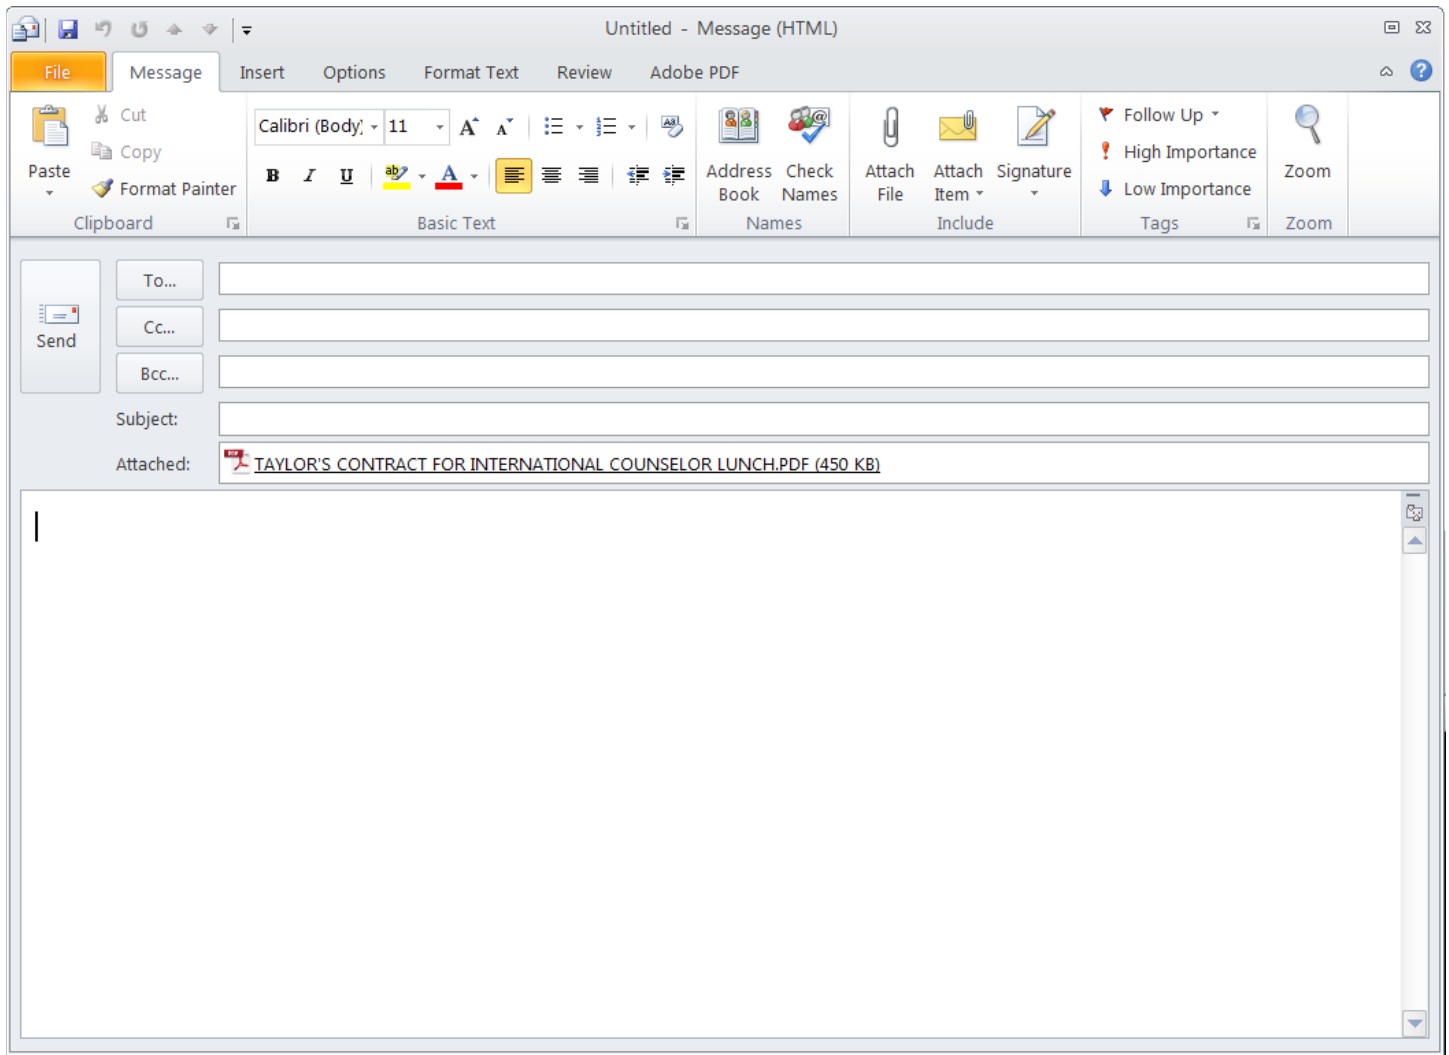 Untitled - Message (HTML)
File Message Insert Options Format Text Review Adobe PDF
Paste
Cut
Copy
Format Painter
Clipboard
Calibri (Body) 11
B I U
Basic Text
Address Book
Check Names
Names
Attach File
Attach Item
Signature
Include
Follow Up
High Importance
Low Importance
Tags
Zoom
Zoom
Send
To...
Cc...
Bcc...
Subject:
Attached: TAYLOR'S CONTRACT FOR INTERNATIONAL COUNSELOR LUNCH.PDF (450 KB)